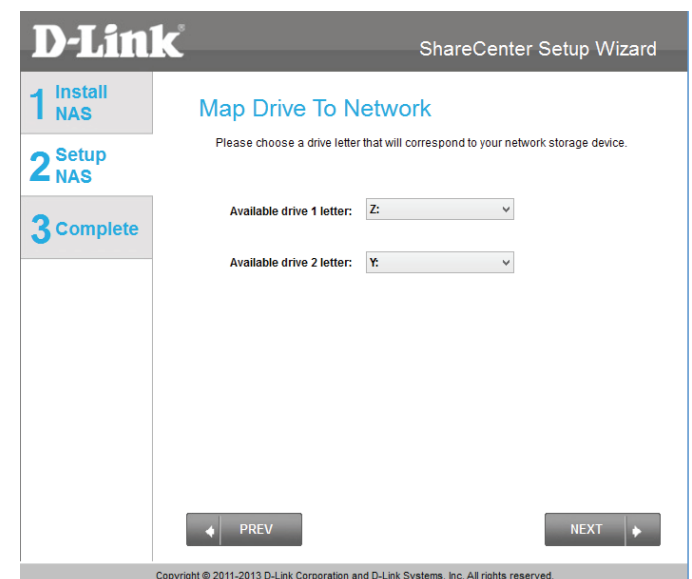 D-Link
ShareCenter Setup Wizard
1 Install
NAS
2 Setup
NAS
3 Complete
Map Drive To Network
Please choose a drive letter that will correspond to your network storage device.
Available drive 1 letter: Z:
Available drive 2 letter: Y:
PREV
NEXT
Copyright © 2011-2013 D-Link Corporation and D-Link Systems, Inc. All rights reserved.